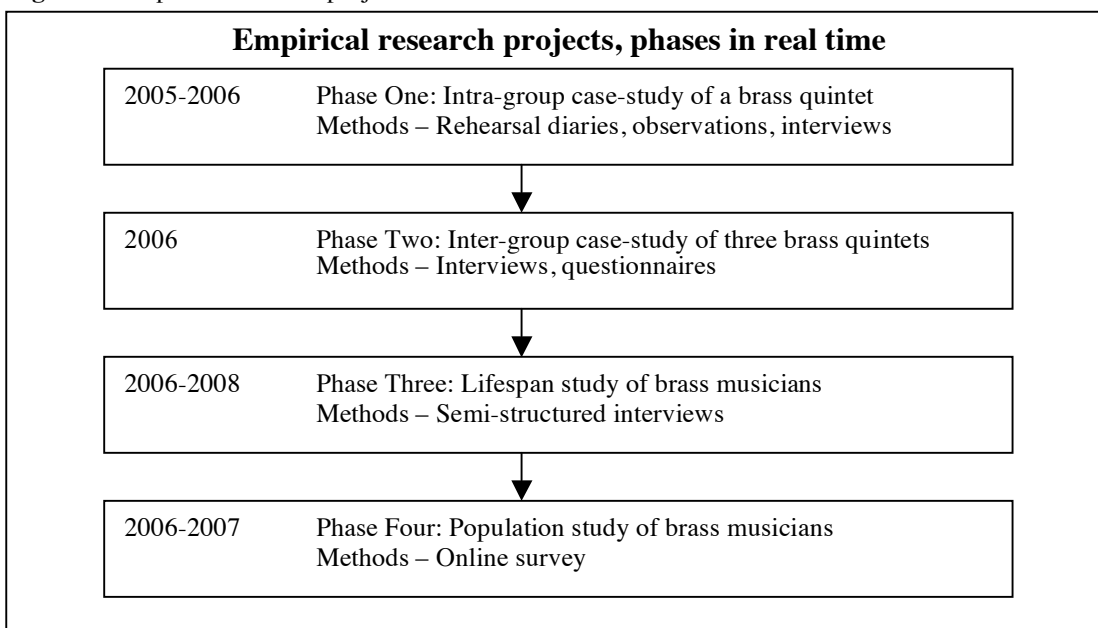 Empirical research projects, phases in real time
2005-2006 Phase One: Intra-group case-study of a brass quintet
Methods – Rehearsal diaries, observations, interviews
2006 Phase Two: Inter-group case-study of three brass quintets
Methods – Interviews, questionnaires
2006-2008 Phase Three: Lifespan study of brass musicians
Methods – Semi-structured interviews
2006-2007 Phase Four: Population study of brass musicians
Methods – Online survey